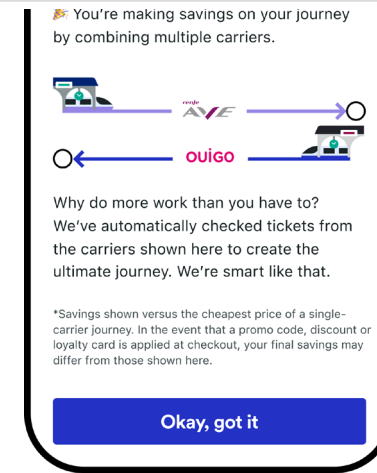 You're making savings on your journey
by combining multiple carriers.
renfe
AVE
OUIGO
Why do more work than you have to?
We've automatically checked tickets from
the carriers shown here to create the
ultimate journey. We're smart like that.
*Savings shown versus the cheapest price of a single-
carrier journey. In the event that a promo code, discount or
loyalty card is applied at checkout, your final savings may
differ from those shown here.
Okay, got it